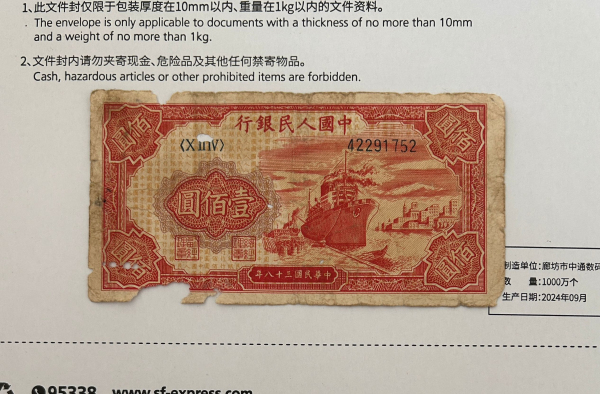 1、此文件封仅限于包装厚度在10mm以内、重量在1kg以内的文件资料。
The envelope is only applicable to documents with a thickness of no more than 10mm
and a weight of no more than 1kg.
2、文件封内请勿夹寄现金、危险品及其他任何禁寄物品。
Cash, hazardous articles or other prohibited items are forbidden.
行銀民人國中
佰圓
佰圓
〈XIIIV〉
42291752
圓佰壹
佰圓
佰圓
年八十三國民華中
制造单位:廊坊市中通数码
数 量:1000万个
生产日期:2024年09月
95338 www.sf-express.com